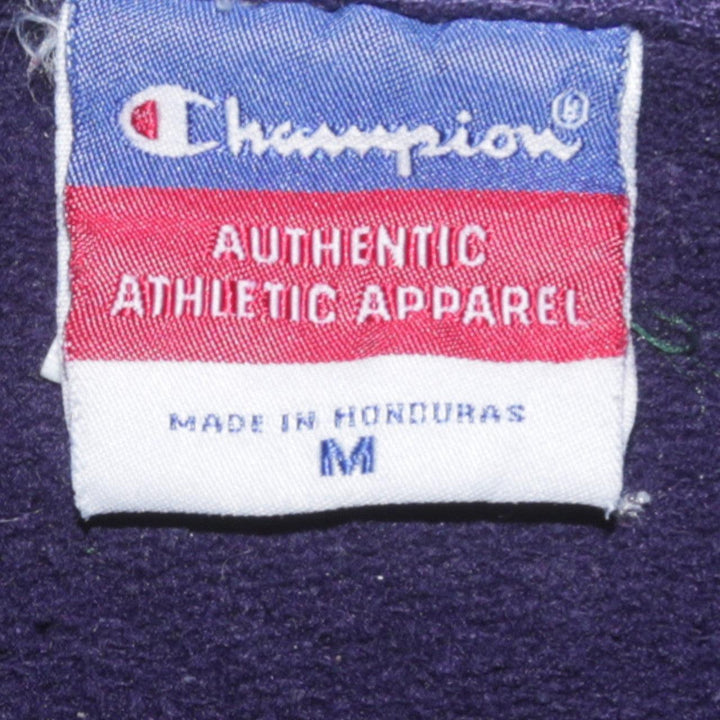 Champion®
AUTHENTIC
ATHLETIC APPAREL
MADE IN HONDURAS
M